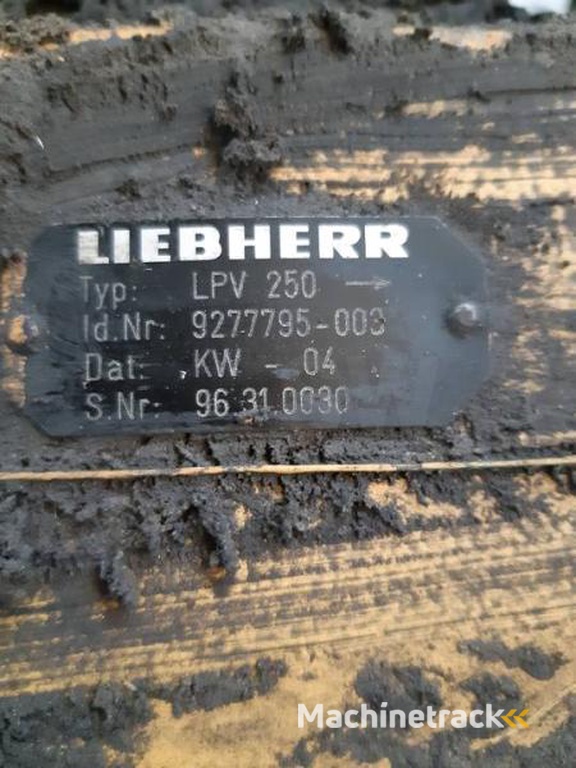 LIEBHERR
Typ: LPV 250 →
Id.Nr: 9277795-003
Dat: KW - 04
S.Nr: 96.31.0030
Machinetrack